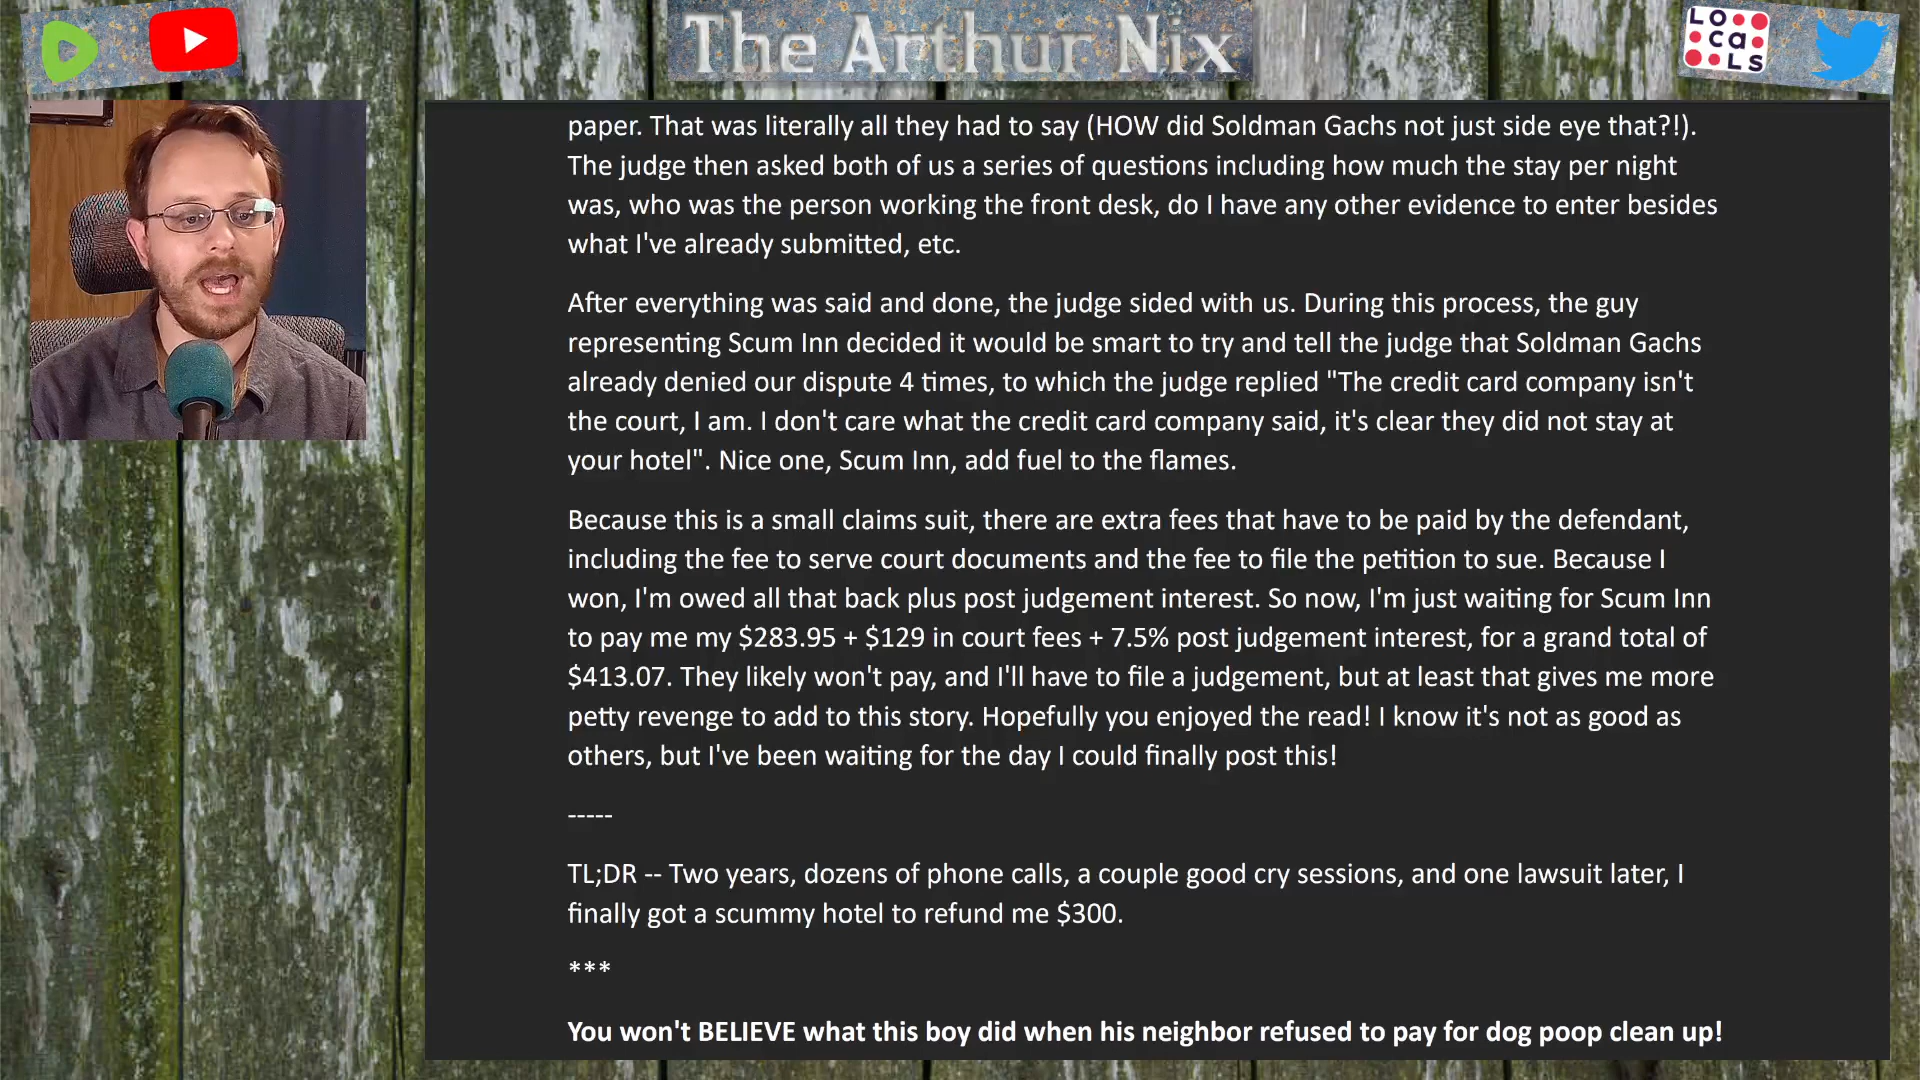 The Arthur Nix
LOcaLS
paper. That was literally all they had to say (HOW did Soldman Gachs not just side eye that?!).
The judge then asked both of us a series of questions including how much the stay per night
was, who was the person working the front desk, do I have any other evidence to enter besides
what I've already submitted, etc.
After everything was said and done, the judge sided with us. During this process, the guy
representing Scum Inn decided it would be smart to try and tell the judge that Soldman Gachs
already denied our dispute 4 times, to which the judge replied "The credit card company isn't
the court, I am. I don't care what the credit card company said, it's clear they did not stay at
your hotel". Nice one, Scum Inn, add fuel to the flames.
Because this is a small claims suit, there are extra fees that have to be paid by the defendant,
including the fee to serve court documents and the fee to file the petition to sue. Because I
won, I'm owed all that back plus post judgement interest. So now, I'm just waiting for Scum Inn
to pay me my $283.95 + $129 in court fees + 7.5% post judgement interest, for a grand total of
$413.07. They likely won't pay, and I'll have to file a judgement, but at least that gives me more
petty revenge to add to this story. Hopefully you enjoyed the read! I know it's not as good as
others, but I've been waiting for the day I could finally post this!
-----
TL;DR -- Two years, dozens of phone calls, a couple good cry sessions, and one lawsuit later, I
finally got a scummy hotel to refund me $300.
***
You won't BELIEVE what this boy did when his neighbor refused to pay for dog poop clean up!